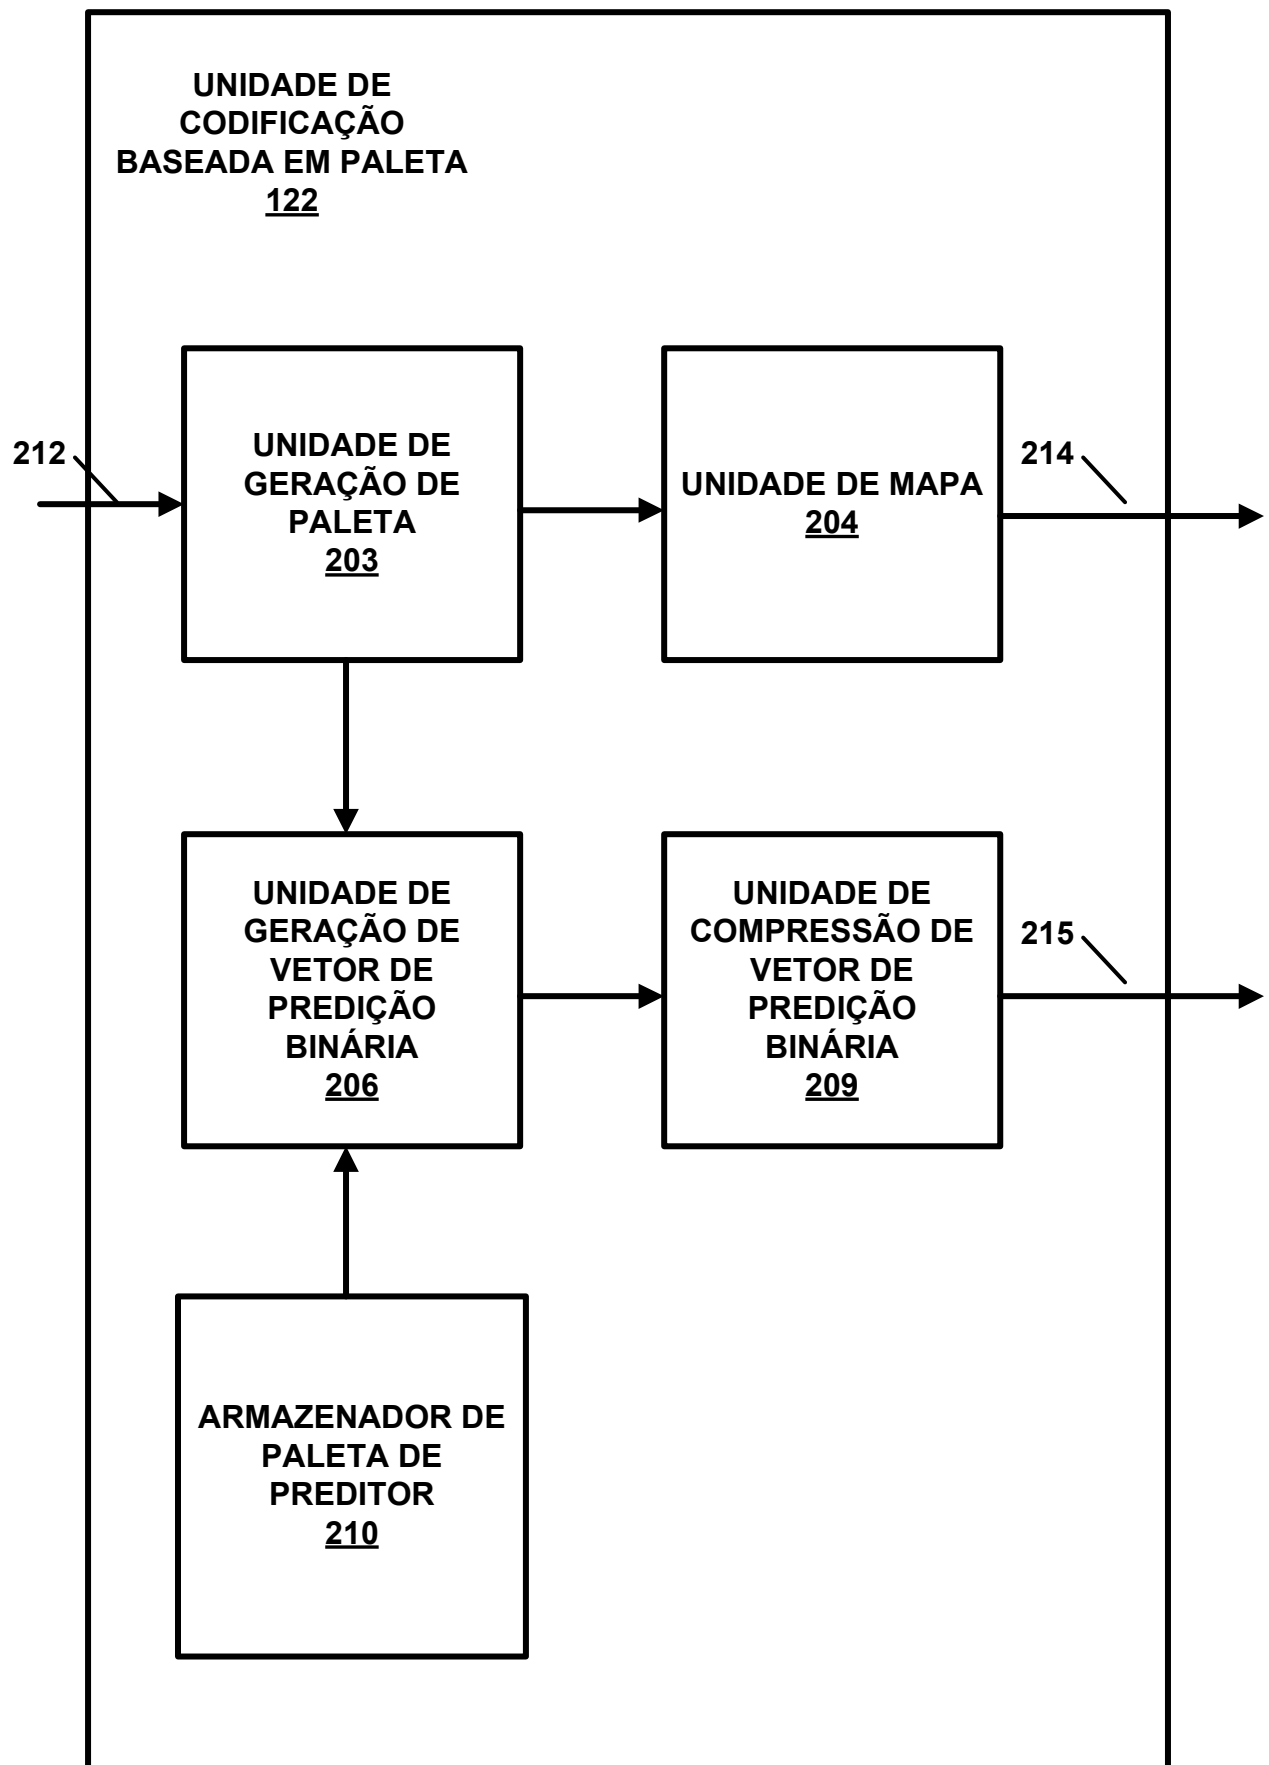 UNIDADE DE
CODIFICAÇÃO
BASEADA EM PALETA
122
212
UNIDADE DE
GERAÇÃO DE
PALETA
203
UNIDADE DE MAPA
204
214
UNIDADE DE
GERAÇÃO DE
VETOR DE
PREDIÇÃO
BINÁRIA
206
UNIDADE DE
COMPRESSÃO DE
VETOR DE
PREDIÇÃO
BINÁRIA
209
215
ARMAZENADOR DE
PALETA DE
PREDITOR
210